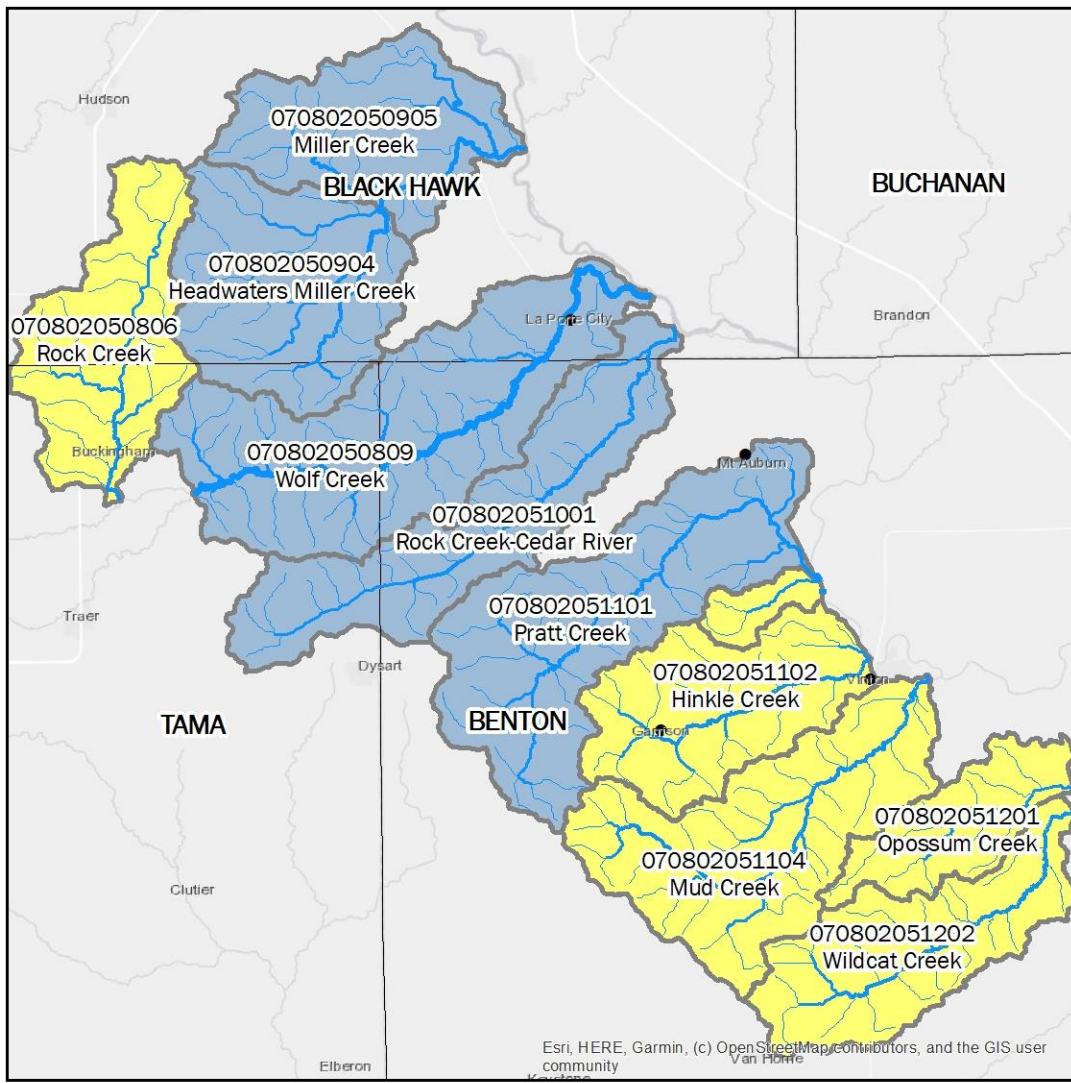 Hudson
070802050905
Miller Creek
BLACK HAWK
BUCHANAN
070802050904
Headwaters Miller Creek
070802050806
Rock Creek
La Porte City
Brandon
Buckingham
070802050809
Wolf Creek
Mt Auburn
070802051001
Rock Creek-Cedar River
070802051101
Pratt Creek
Traer
Dysart
070802051102
Hinkle Creek
Vinton
TAMA
BENTON
Garrison
070802051201
Opossum Creek
070802051104
Mud Creek
Clutier
070802051202
Wildcat Creek
Esri, HERE, Garmin, (c) OpenStreetMap contributors, and the GIS user
community
Van Horne
Elberon
Keystone